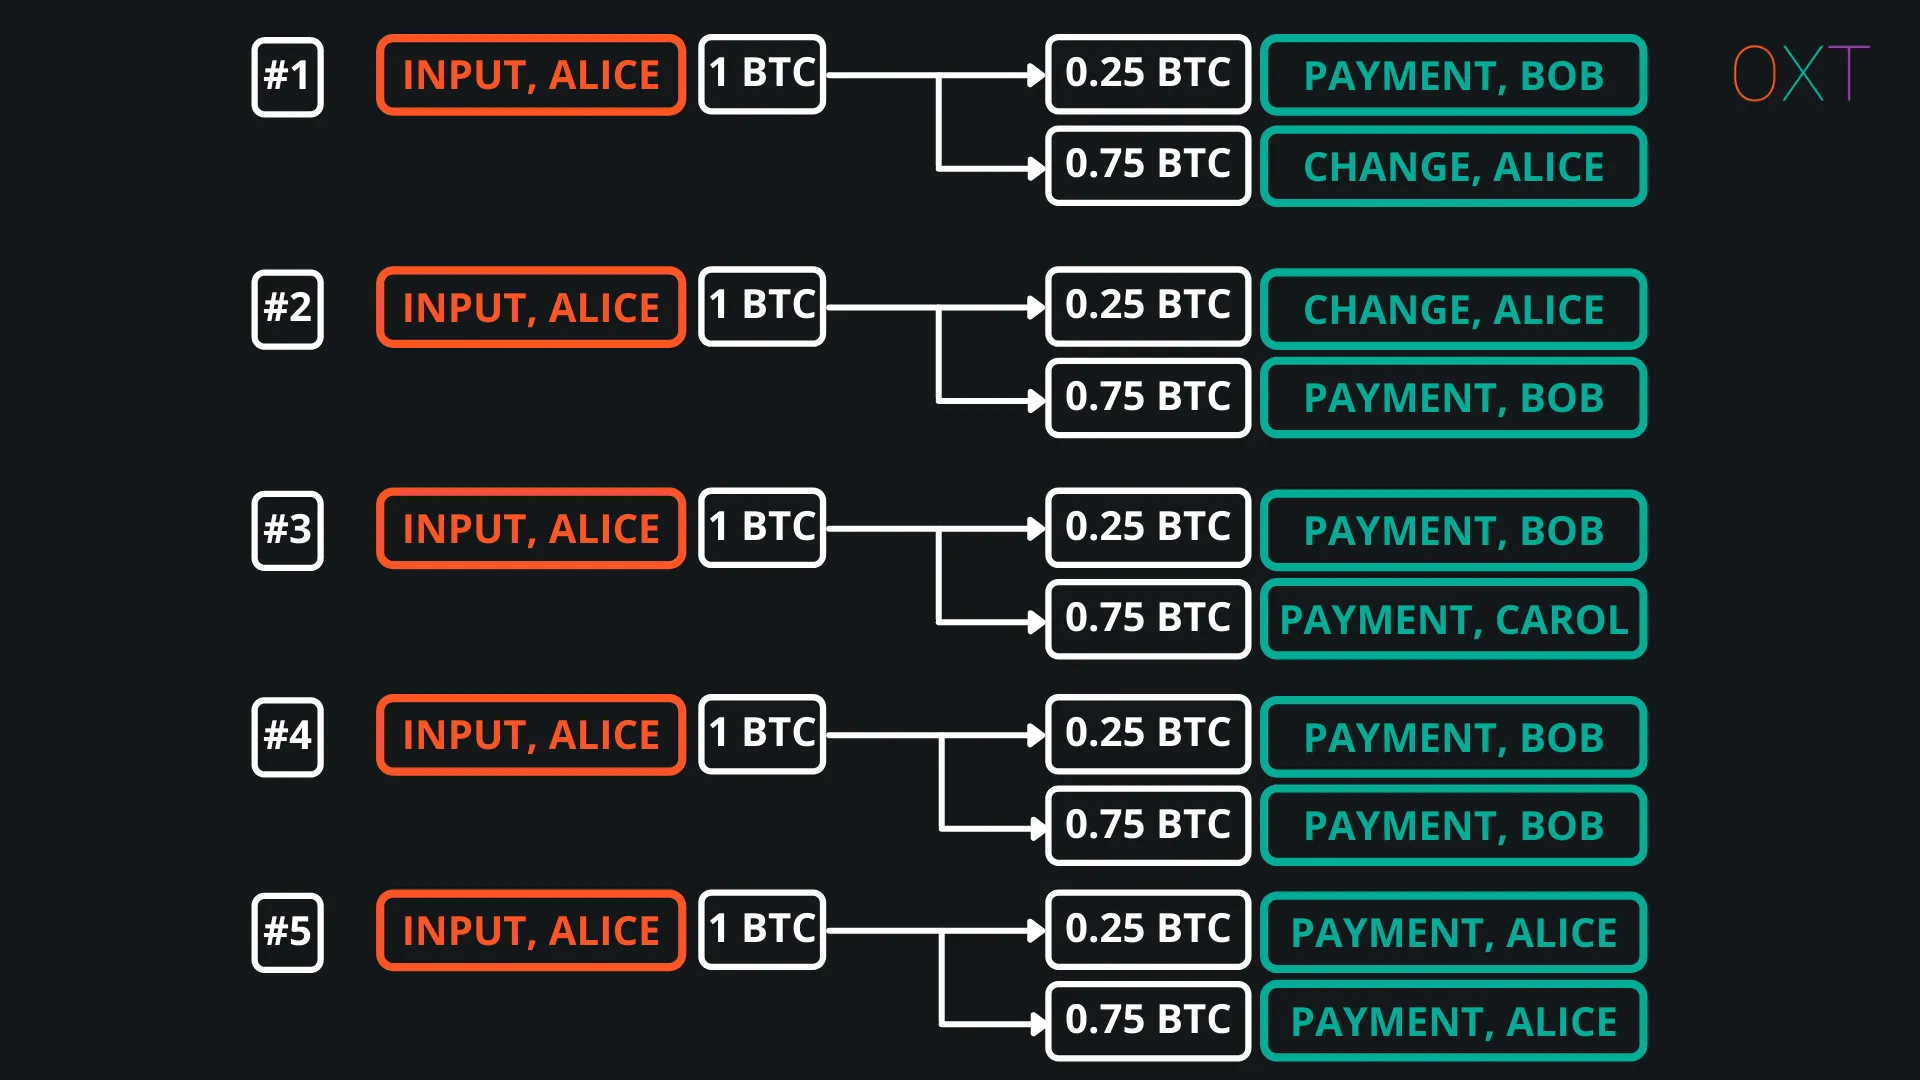 #1 INPUT, ALICE 1 BTC 0.25 BTC PAYMENT, BOB OXT
0.75 BTC CHANGE, ALICE
#2 INPUT, ALICE 1 BTC 0.25 BTC CHANGE, ALICE
0.75 BTC PAYMENT, BOB
#3 INPUT, ALICE 1 BTC 0.25 BTC PAYMENT, BOB
0.75 BTC PAYMENT, CAROL
#4 INPUT, ALICE 1 BTC 0.25 BTC PAYMENT, BOB
0.75 BTC PAYMENT, BOB
#5 INPUT, ALICE 1 BTC 0.25 BTC PAYMENT, ALICE
0.75 BTC PAYMENT, ALICE